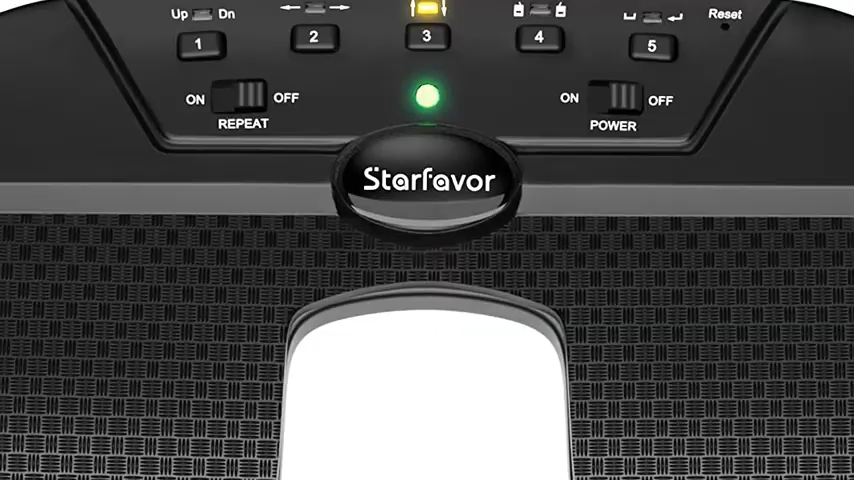 Up Dn
Reset
1 2 3 4 5
ON OFF
REPEAT
ON OFF
POWER
Starfavor